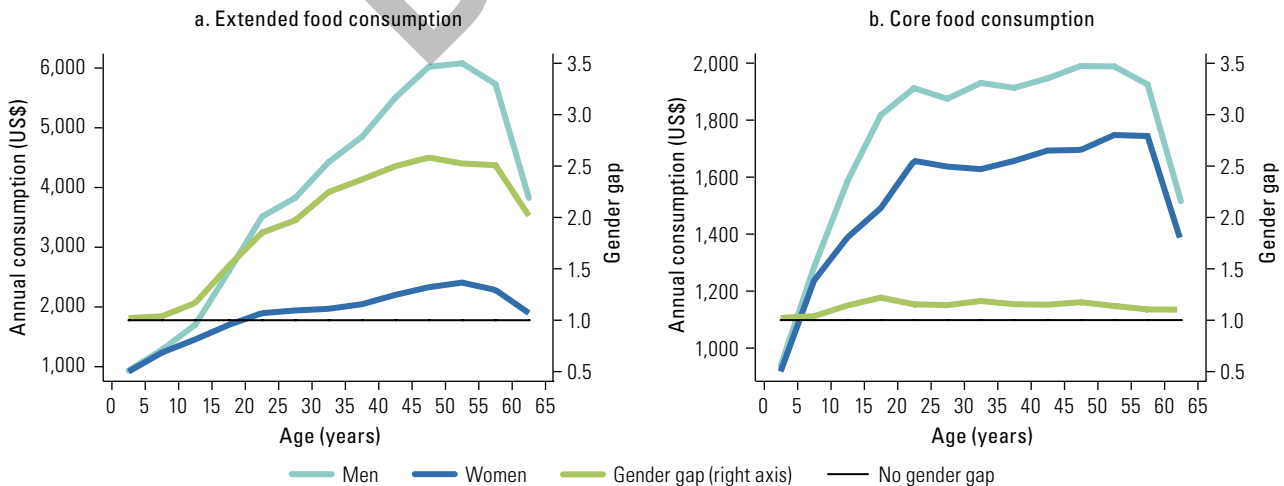 a. Extended food consumption
6,000
5,000
4,000
3,000
2,000
1,000
Annual consumption (US$)
3.5
3.0
2.5
2.0
1.5
1.0
0.5
Gender gap
0 5 10 15 20 25 30 35 40 45 50 55 60 65
Age (years)
b. Core food consumption
2,000
1,800
1,600
1,400
1,200
1,000
Annual consumption (US$)
3.5
3.0
2.5
2.0
1.5
1.0
0.5
Gender gap
0 5 10 15 20 25 30 35 40 45 50 55 60 65
Age (years)
Men Women Gender gap (right axis) No gender gap